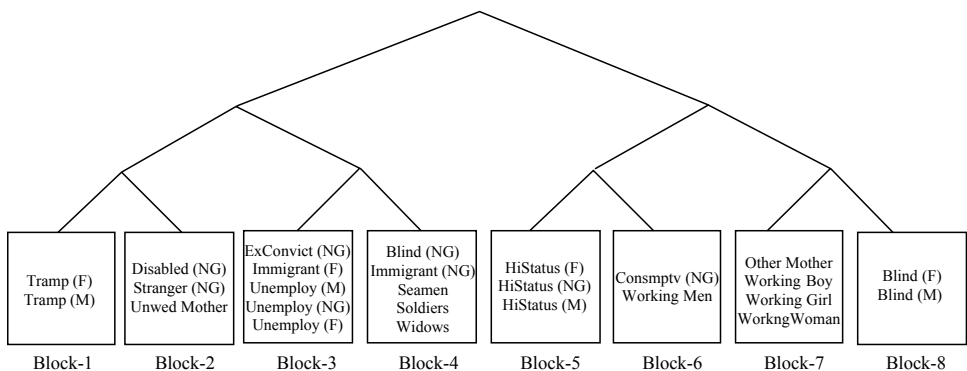 Tramp (F)
Tramp (M)
Disabled (NG)
Stranger (NG)
Unwed Mother
ExConvict (NG)
Immigrant (F)
Unemploy (M)
Unemploy (NG)
Unemploy (F)
Blind (NG)
Immigrant (NG)
Seamen
Soldiers
Widows
HiStatus (F)
HiStatus (NG)
HiStatus (M)
Consmptv (NG)
Working Men
Other Mother
Working Boy
Working Girl
WorkngWoman
Blind (F)
Blind (M)
Block-1
Block-2
Block-3
Block-4
Block-5
Block-6
Block-7
Block-8